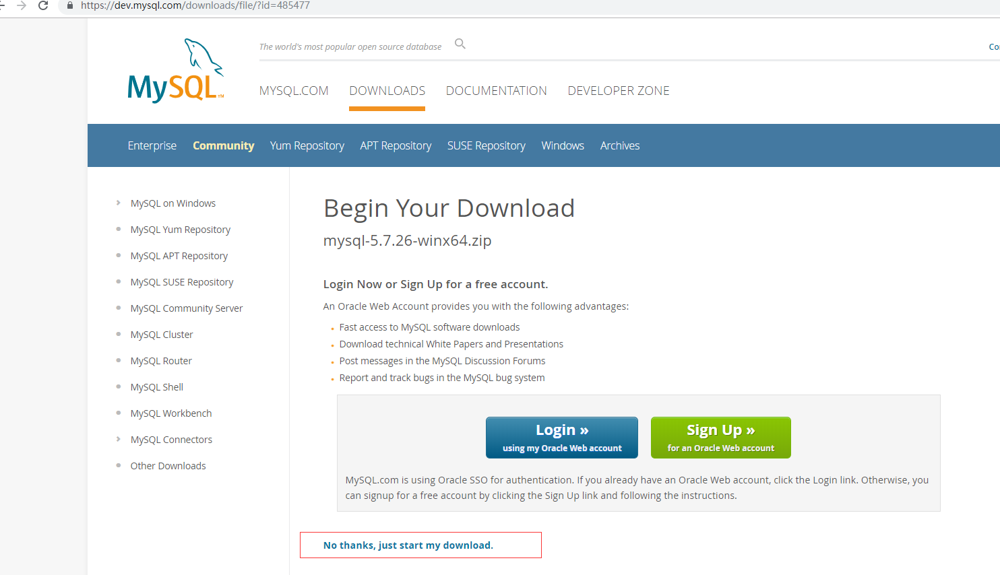 https://dev.mysql.com/downloads/file/?id=485477
The world's most popular open source database
Co
MySQL™
MYSQL.COM DOWNLOADS DOCUMENTATION DEVELOPER ZONE
Enterprise Community Yum Repository APT Repository SUSE Repository Windows Archives
MySQL on Windows
MySQL Yum Repository
MySQL APT Repository
MySQL SUSE Repository
MySQL Community Server
MySQL Cluster
MySQL Router
MySQL Shell
MySQL Workbench
MySQL Connectors
Other Downloads
Begin Your Download
mysql-5.7.26-winx64.zip
Login Now or Sign Up for a free account.
An Oracle Web Account provides you with the following advantages:
Fast access to MySQL software downloads
Download technical White Papers and Presentations
Post messages in the MySQL Discussion Forums
Report and track bugs in the MySQL bug system
Login »
using my Oracle Web account
Sign Up »
for an Oracle Web account
MySQL.com is using Oracle SSO for authentication. If you already have an Oracle Web account, click the Login link. Otherwise, you
can signup for a free account by clicking the Sign Up link and following the instructions.
No thanks, just start my download.